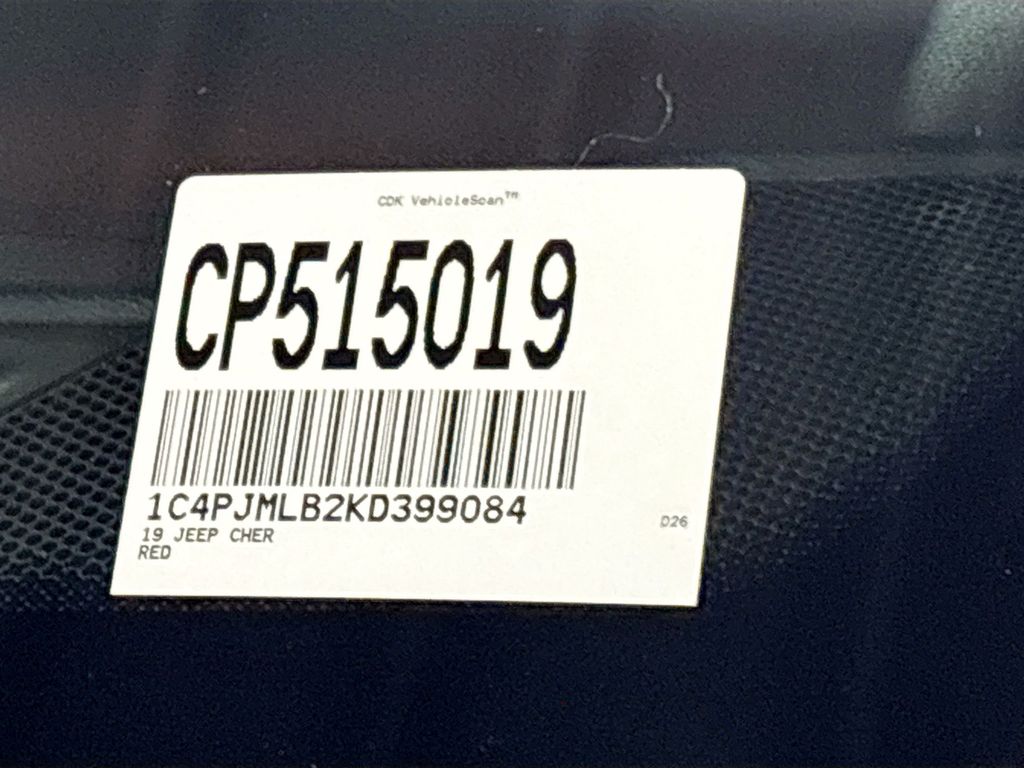 CDK VehicleScan™
CP515019
1C4PJMLB2KD399084
19 JEEP CHER
D26
RED